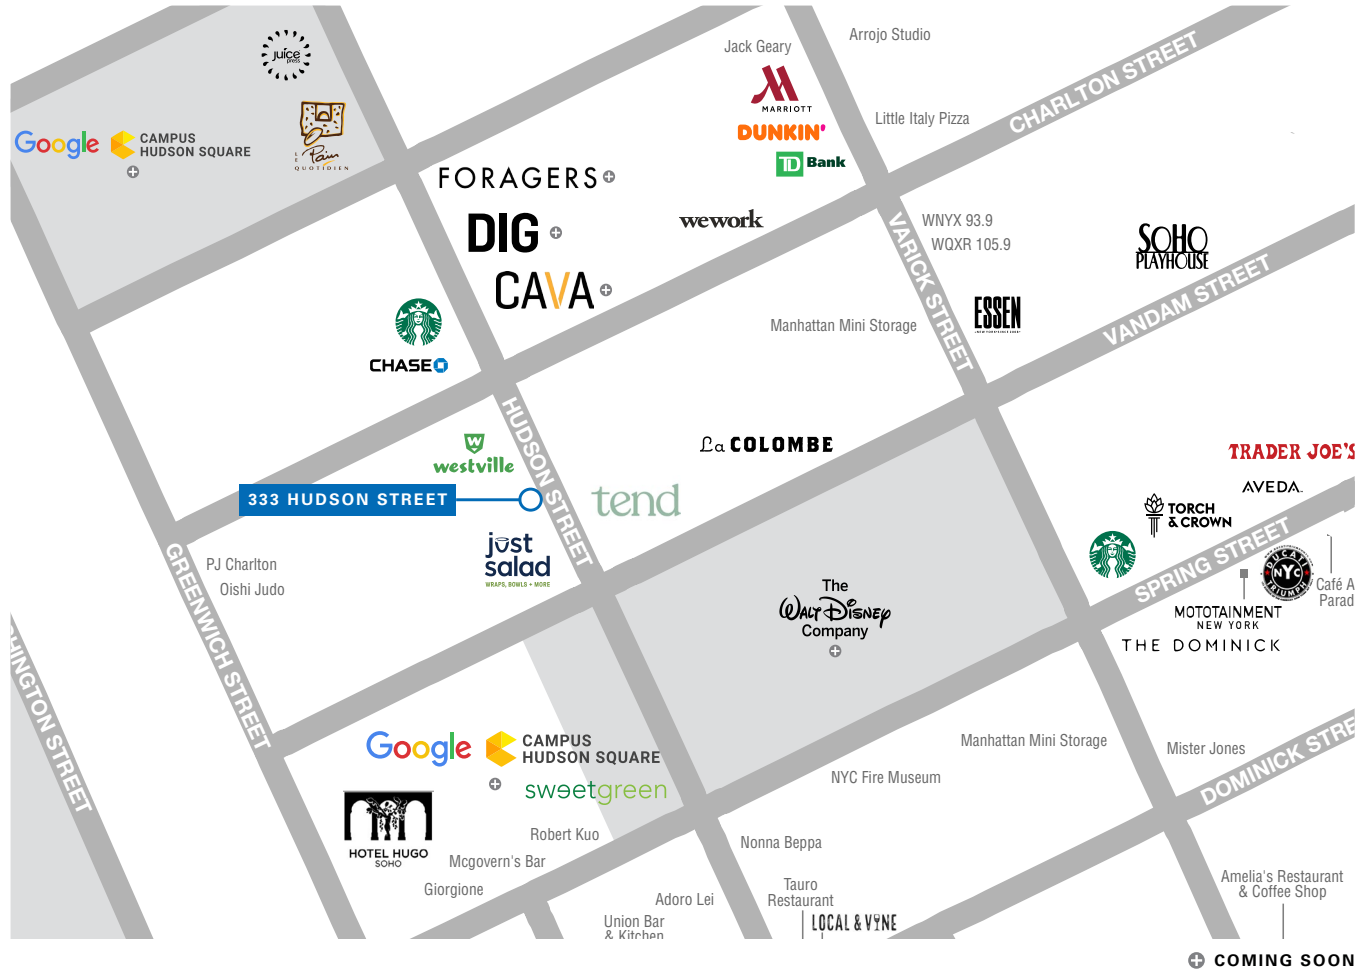 juice
press
Google
CAMPUS
HUDSON SQUARE
LE Pain
QUOTIDIEN
Jack Geary
Arrojo Studio
MARRIOTT
DUNKIN'
TD Bank
Little Italy Pizza
CHARLTON STREET
FORAGERS
DIG
CAVA
wework
VARICK STREET
WNYX 93.9
WQXR 105.9
SOHO
PLAYHOUSE
ESSEN
Manhattan Mini Storage
VANDAM STREET
CHASE
HUDSON STREET
westville
333 HUDSON STREET
tend
La COLOMBE
TRADER JOE'S
AVEDA
TORCH
& CROWN
SPRING STREET
just
salad
WRAPS, BOWLS + MORE
PJ Charlton
Oishi Judo
GREENWICH STREET
HINGTON STREET
The
WALT DISNEY
Company
DUCATI
NYC
TRIUMPH
Café A
Parad
MOTOTAINMENT
NEW YORK
THE DOMINICK
Google
CAMPUS
HUDSON SQUARE
sweetgreen
HOTEL HUGO
SOHO
Robert Kuo
Mcgovern's Bar
Giorgione
Manhattan Mini Storage
NYC Fire Museum
Mister Jones
DOMINICK STRE
Nonna Beppa
Adoro Lei
Union Bar
& Kitchen
Tauro
Restaurant
LOCAL & VINE
Amelia's Restaurant
& Coffee Shop
COMING SOON